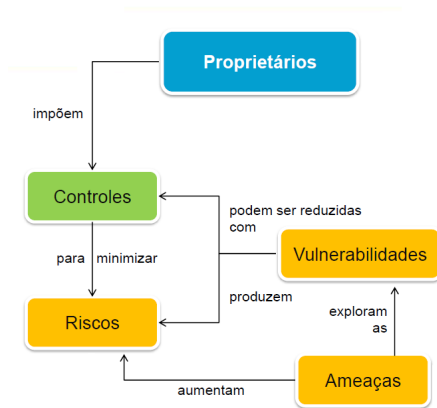 Proprietários
impõem
Controles
podem ser reduzidas
com
para minimizar
Vulnerabilidades
produzem
Riscos
exploram
as
aumentam
Ameaças